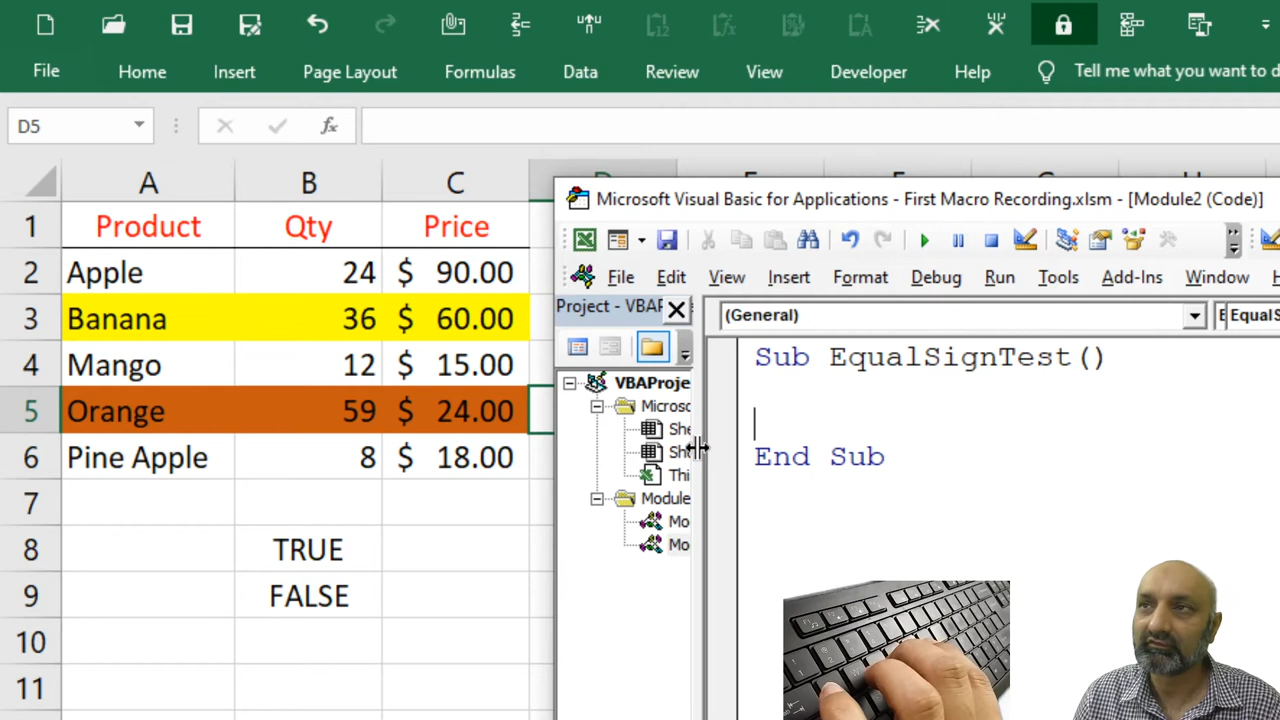 File Home Insert Page Layout Formulas Data Review View Developer Help Tell me what you want to d
D5 fx
A B C
1 Product Qty Price
2 Apple 24 $ 90.00
3 Banana 36 $ 60.00
4 Mango 12 $ 15.00
5 Orange 59 $ 24.00
6 Pine Apple 8 $ 18.00
7
8 TRUE
9 FALSE
10
11
Microsoft Visual Basic for Applications - First Macro Recording.xlsm - [Module2 (Code)]
File Edit View Insert Format Debug Run Tools Add-Ins Window
Project - VBAP
(General) EqualS
VBAProje
Microso
She
Sh
Thi
Module
Mo
Mo
Sub EqualSignTest()
End Sub